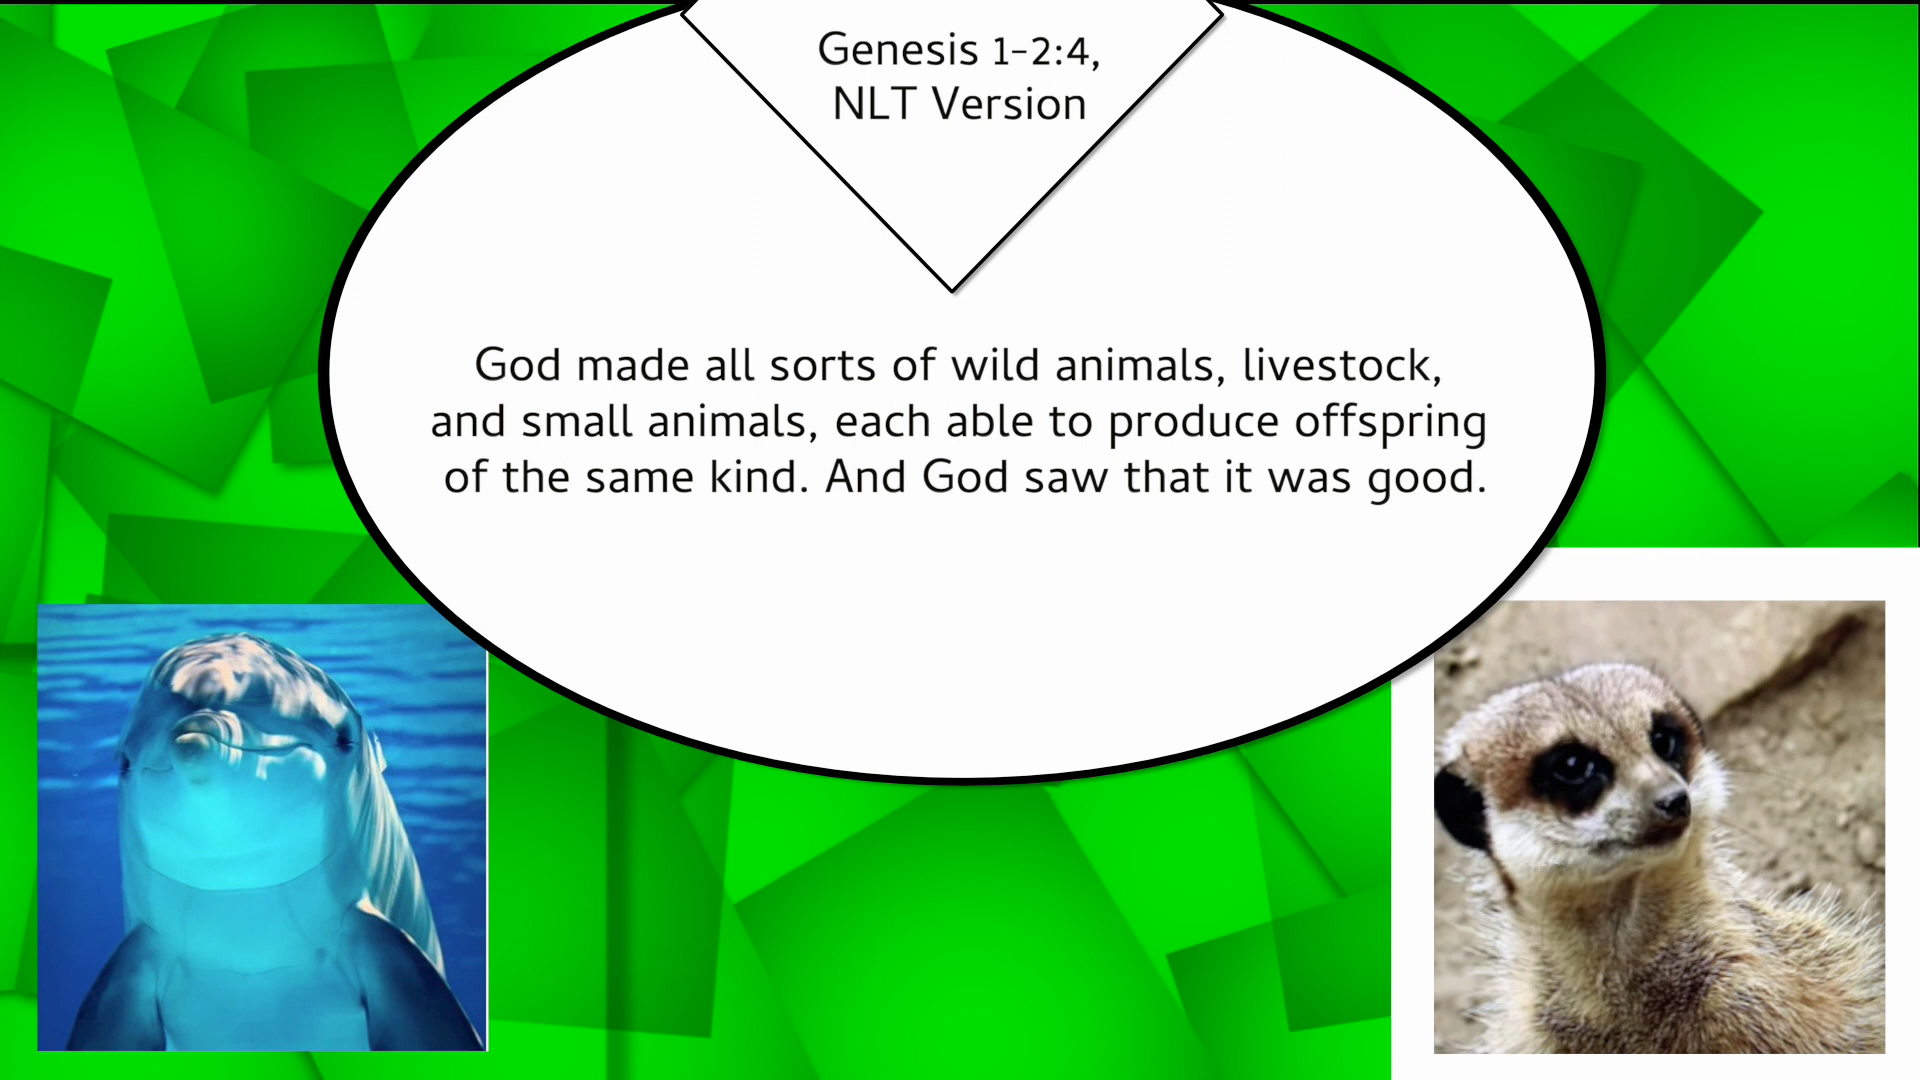 Genesis 1-2:4,
NLT Version
God made all sorts of wild animals, livestock,
and small animals, each able to produce offspring
of the same kind. And God saw that it was good.